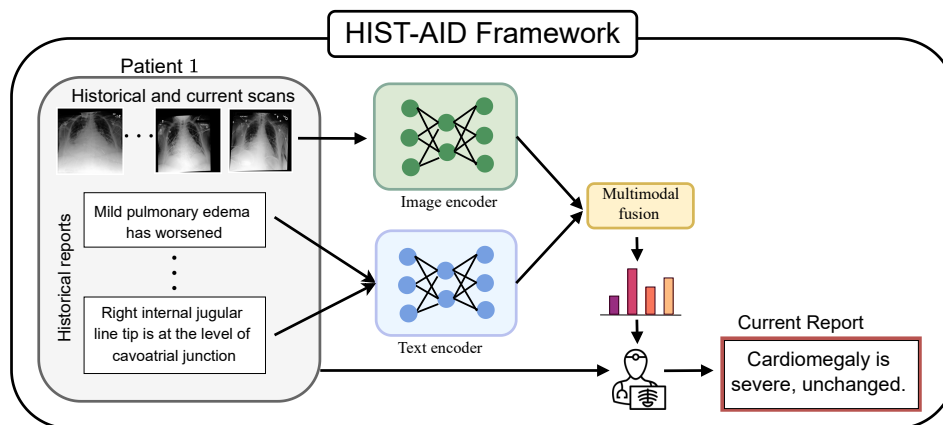 HIST-AID Framework
Patient 1
Historical and current scans
Historical reports
Mild pulmonary edema
has worsened
Right internal jugular
line tip is at the level of
cavoatrial junction
Image encoder
Text encoder
Multimodal
fusion
Current Report
Cardiomegaly is
severe, unchanged.